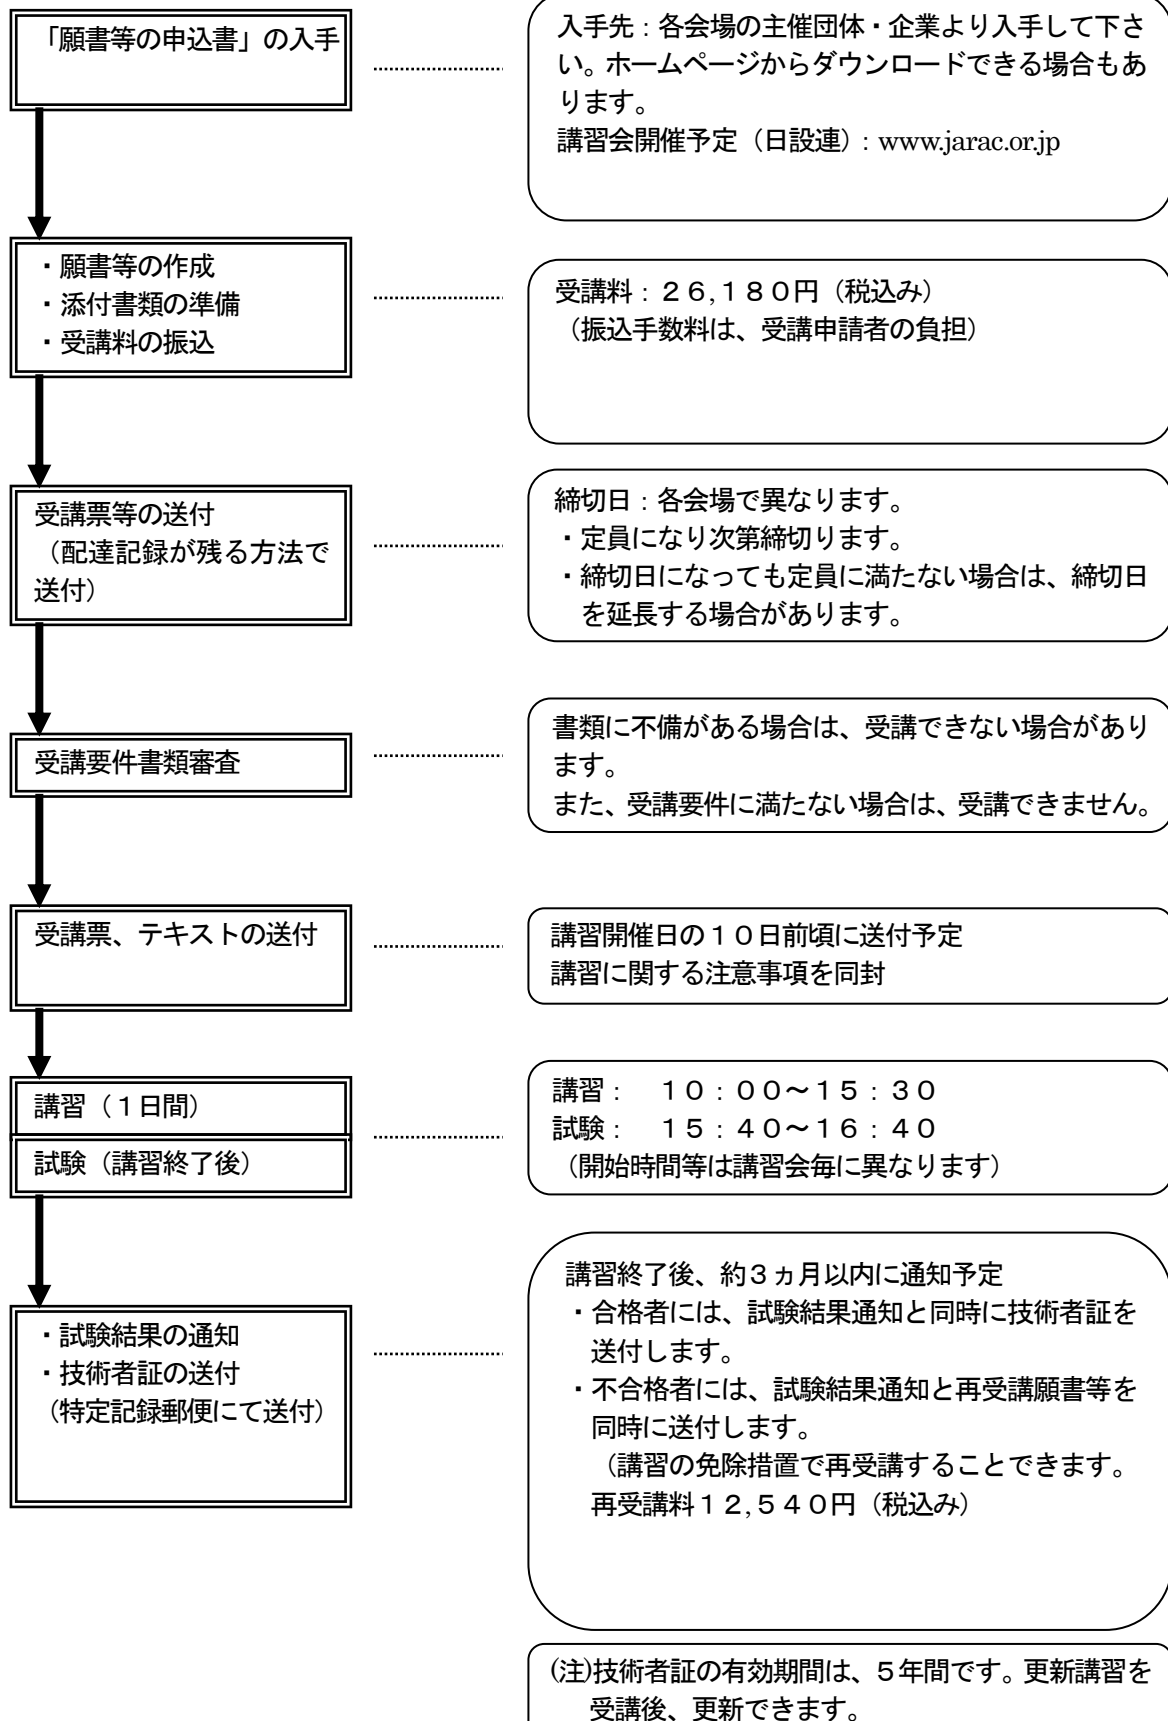 「願書等の申込書」の入手
入手先：各会場の主催団体・企業より入手して下さ
い。ホームページからダウンロードできる場合もあ
ります。
講習会開催予定（日設連）：www.jarac.or.jp
・願書等の作成
・添付書類の準備
・受講料の振込
受講料：２６,１８０円（税込み）
（振込手数料は、受講申請者の負担）
受講票等の送付
（配達記録が残る方法で
送付）
締切日：各会場で異なります。
・定員になり次第締切ります。
・締切日になっても定員に満たない場合は、締切日
を延長する場合があります。
受講要件書類審査
書類に不備がある場合は、受講できない場合があり
ます。
また、受講要件に満たない場合は、受講できません。
受講票、テキストの送付
講習開催日の１０日前頃に送付予定
講習に関する注意事項を同封
講習（１日間）
試験（講習終了後）
講習：　１０：００～１５：３０
試験：　１５：４０～１６：４０
（開始時間等は講習会毎に異なります）
・試験結果の通知
・技術者証の送付
（特定記録郵便にて送付）
講習終了後、約３ヵ月以内に通知予定
・合格者には、試験結果通知と同時に技術者証を
送付します。
・不合格者には、試験結果通知と再受講願書等を
同時に送付します。
（講習の免除措置で再受講することできます。
再受講料１２,５４０円（税込み）
(注)技術者証の有効期間は、５年間です。更新講習を
受講後、更新できます。